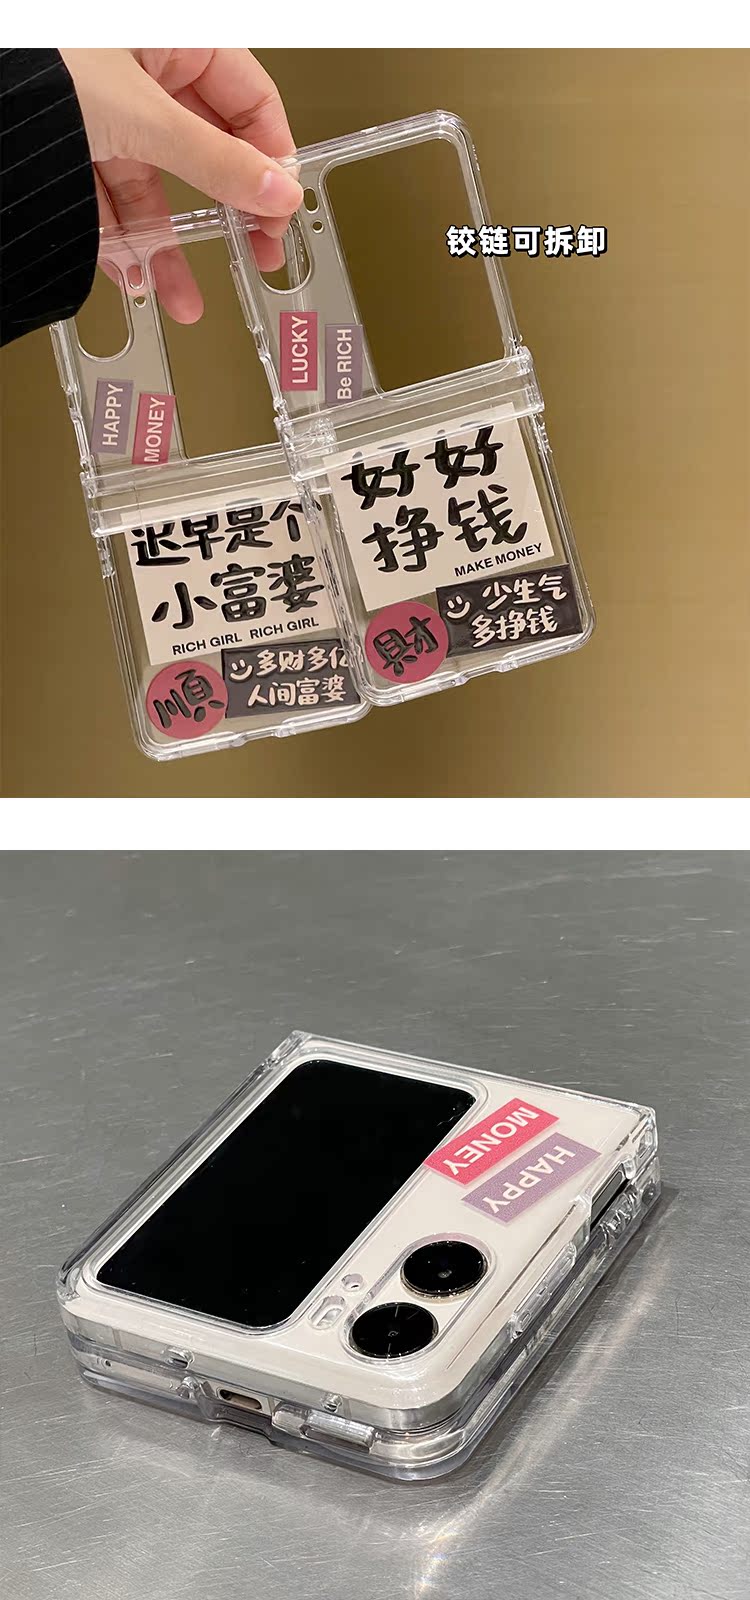 铰链可拆卸
LUCKY
Be RICH
好好
挣钱
MAKE MONEY
少生气
多挣钱
财
HAPPY
MONEY
迟早是个
小富婆
RICH GIRL RICH GIRL
多财多亿
人间富婆
順
MONEY
HAPPY